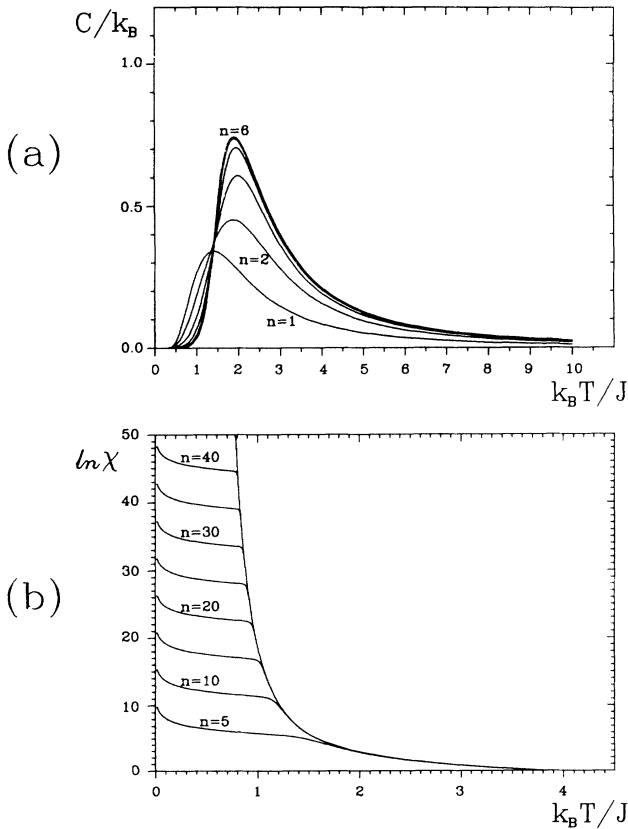 (a)
C/k_B
1.0
0.5
0.0
n=6
n=2
n=1
0 1 2 3 4 5 6 7 8 9 10
k_BT/J
(b)
lnχ
50
40
30
20
10
0
n=40
n=30
n=20
n=10
n=5
0 1 2 3 4
k_BT/J